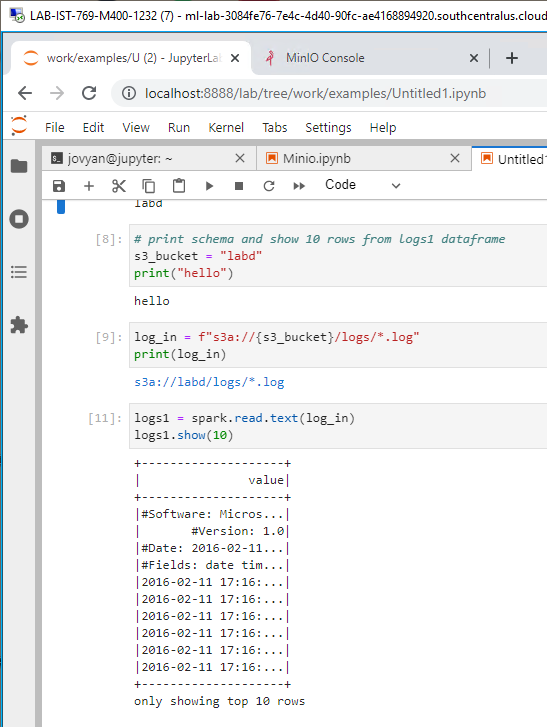 LAB-IST-769-M400-1232 (7) - ml-lab-3084fe76-7e4c-4d40-90fc-ae4168894920.southcentralus.cloud
work/examples/U (2) - JupyterLa
MinIO Console
localhost:8888/lab/tree/work/examples/Untitled1.ipynb
File Edit View Run Kernel Tabs Settings Help
jovyan@jupyter: ~
Minio.ipynb
Untitled1
Code
labd
[8]: # print schema and show 10 rows from logs1 dataframe
s3_bucket = "labd"
print("hello")
hello
[9]: log_in = f"s3a://{s3_bucket}/logs/*.log"
print(log_in)
s3a://labd/logs/*.log
[11]: logs1 = spark.read.text(log_in)
logs1.show(10)
+--------------------+
|               value|
+--------------------+
|#Software: Micros...|
|       #Version: 1.0|
|#Date: 2016-02-11...|
|#Fields: date tim...|
|2016-02-11 17:16:...|
|2016-02-11 17:16:...|
|2016-02-11 17:16:...|
|2016-02-11 17:16:...|
|2016-02-11 17:16:...|
|2016-02-11 17:16:...|
+--------------------+
only showing top 10 rows